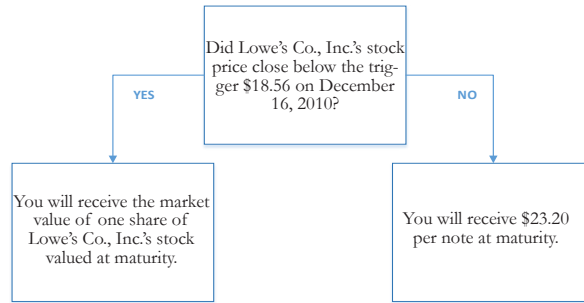 Did Lowe's Co., Inc.'s stock
price close below the trig-
ger $18.56 on December
16, 2010?
YES
NO
You will receive the market
value of one share of
Lowe's Co., Inc.'s stock
valued at maturity.
You will receive $23.20
per note at maturity.